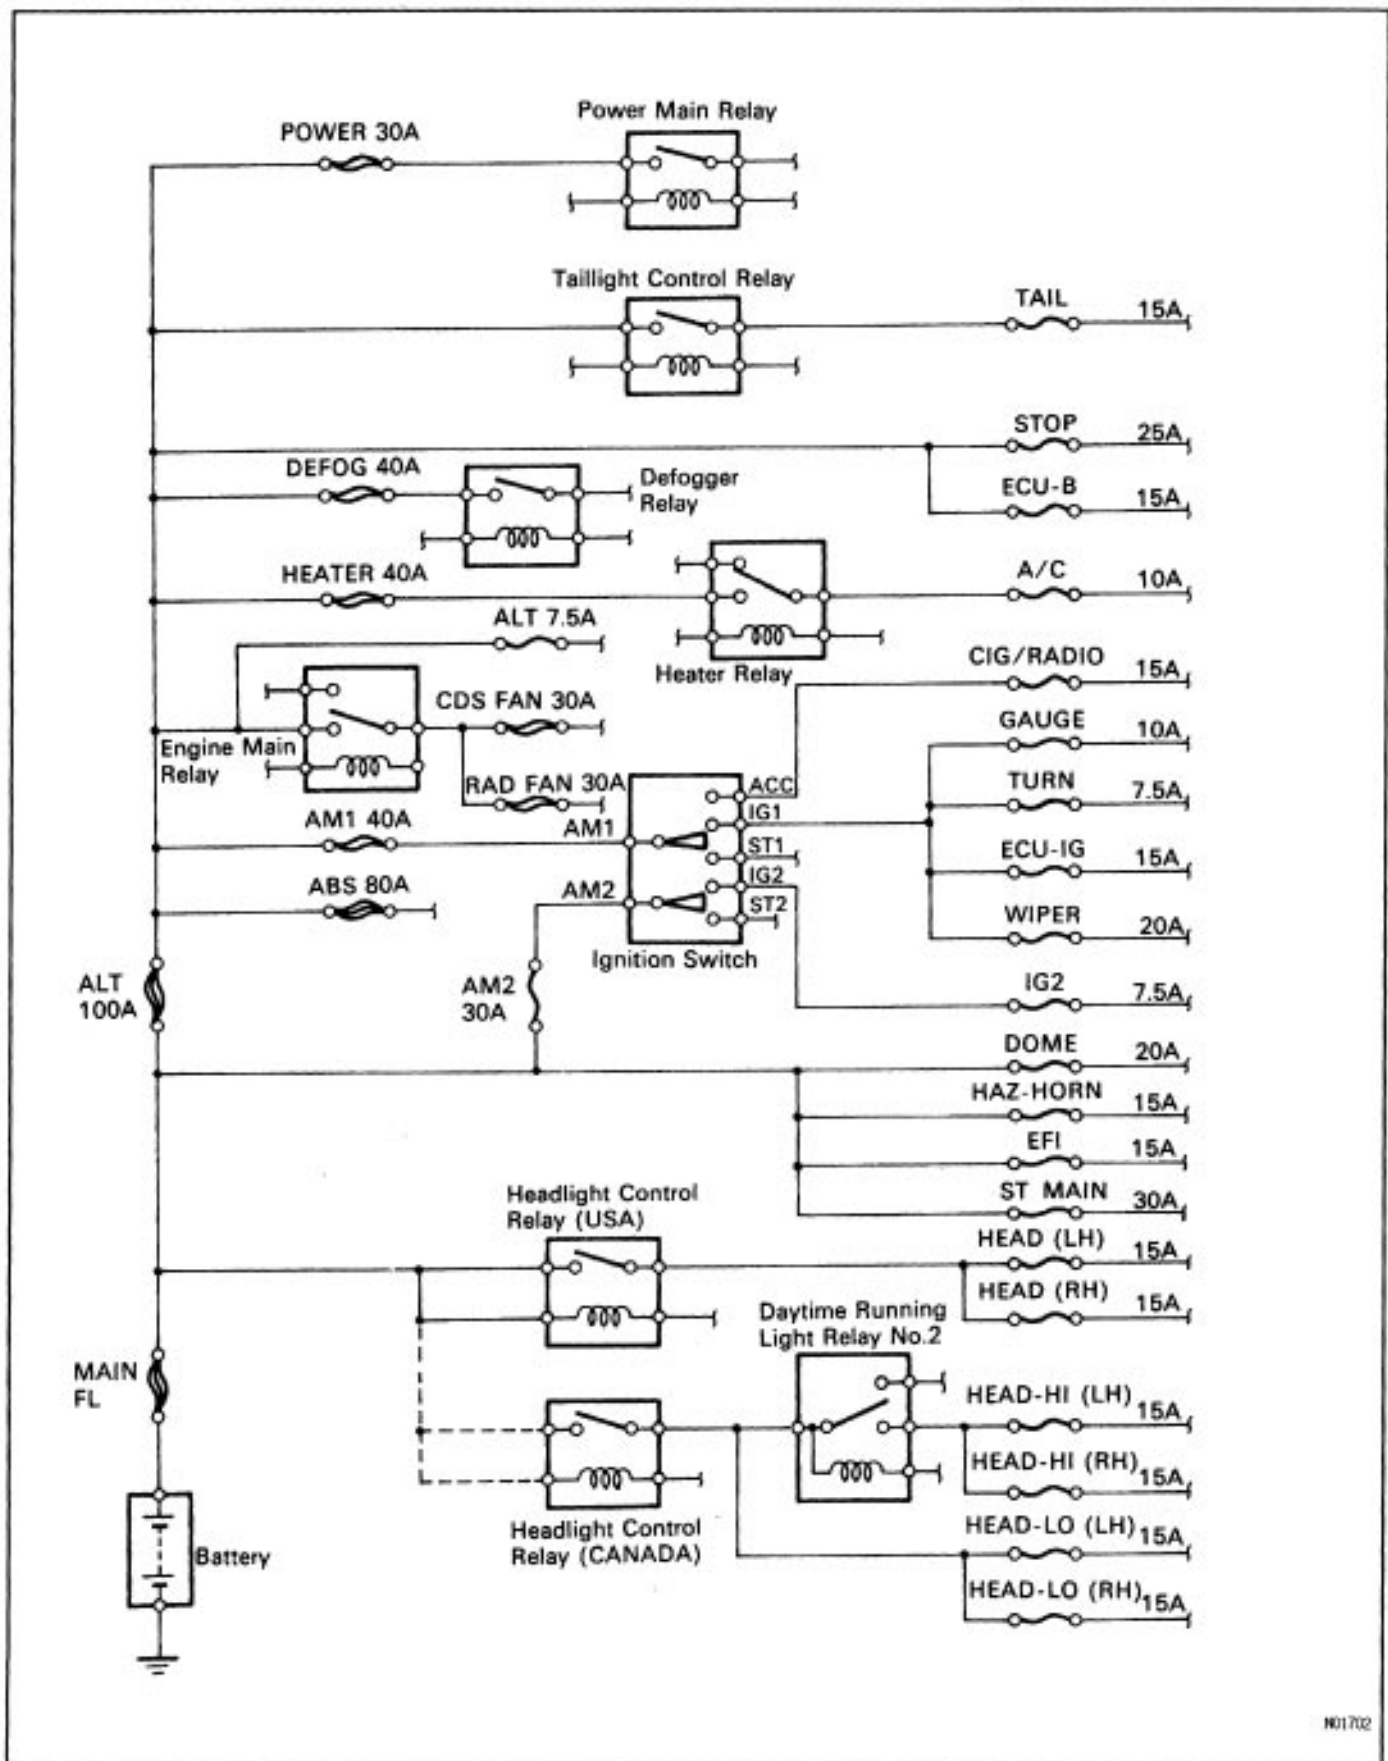 Power Main Relay
POWER 30A
Taillight Control Relay
TAIL
15A
STOP
25A
DEFOG 40A
Defogger
Relay
ECU-B
15A
HEATER 40A
A/C
10A
ALT 7.5A
Heater Relay
CIG/RADIO
15A
CDS FAN 30A
Engine Main
Relay
GAUGE
10A
RAD FAN 30A
ACC
TURN
7.5A
AM1 40A
AM1
IG1
ST1
ECU-IG
15A
ABS 80A
AM2
IG2
ST2
WIPER
20A
Ignition Switch
ALT
100A
AM2
30A
IG2
7.5A
DOME
20A
HAZ-HORN
15A
EFI
15A
ST MAIN
30A
Headlight Control
Relay (USA)
HEAD (LH)
15A
HEAD (RH)
15A
Daytime Running
Light Relay No.2
MAIN
FL
HEAD-HI (LH)
15A
HEAD-HI (RH)
15A
Headlight Control
Relay (CANADA)
HEAD-LO (LH)
15A
Battery
HEAD-LO (RH)
15A
N01702